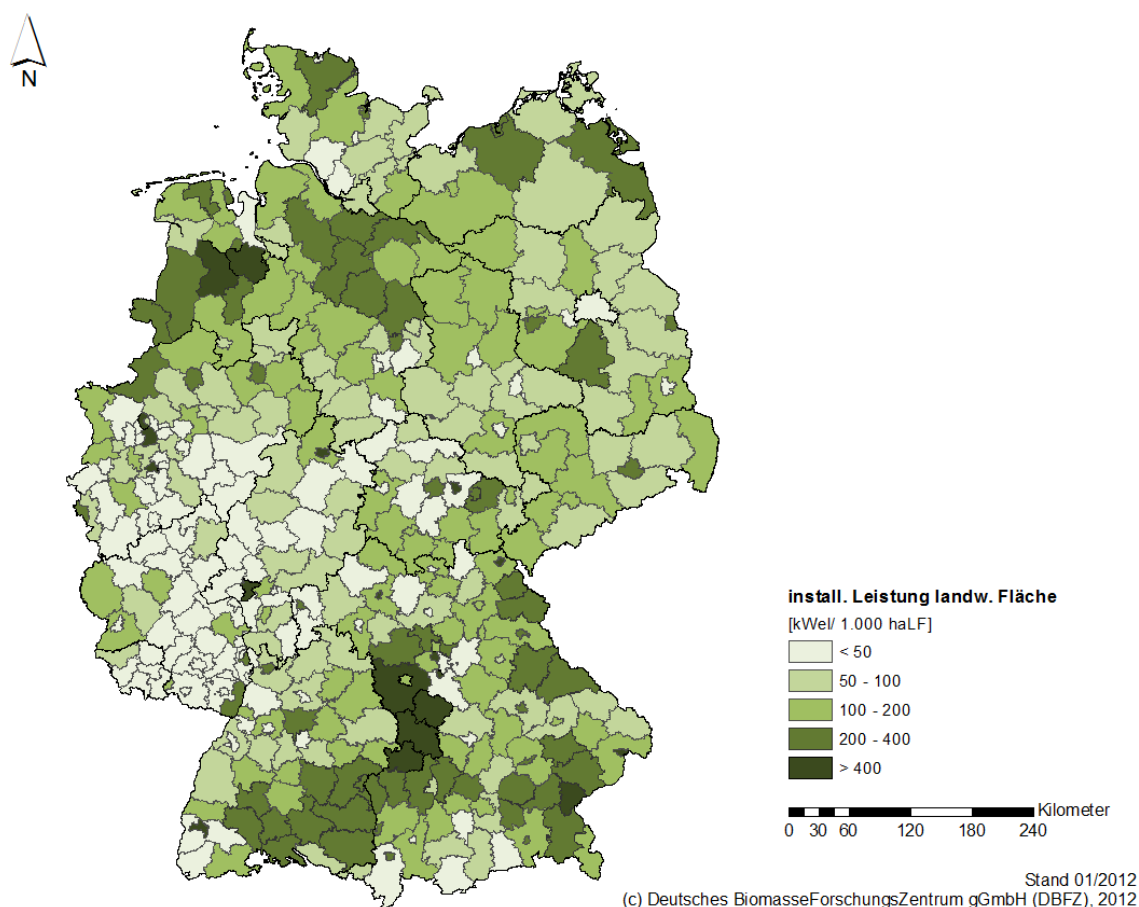 N
install. Leistung landw. Fläche
[kWel/ 1.000 haLF]
< 50
50 - 100
100 - 200
200 - 400
> 400
Kilometer
0 30 60 120 180 240
Stand 01/2012
(c) Deutsches BiomasseForschungsZentrum gGmbH (DBFZ), 2012